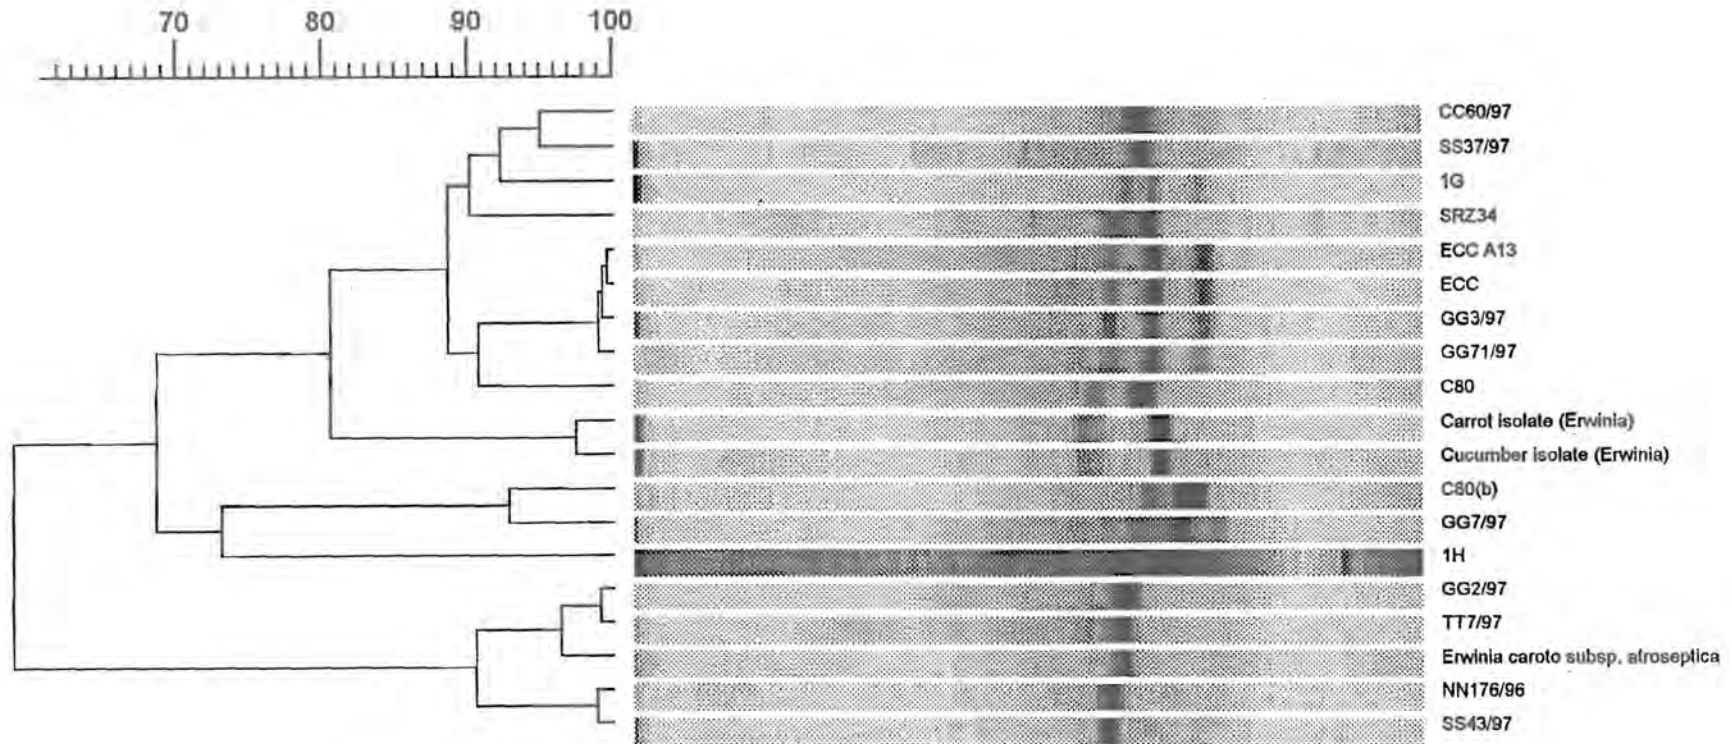 70 80 90 100
CC60/97
SS37/97
1G
SRZ34
ECC A13
ECC
GG3/97
GG71/97
C80
Carrot isolate (Erwinia)
Cucumber isolate (Erwinia)
C80(b)
GG7/97
1H
GG2/97
TT7/97
Erwinia caroto subsp. atroseptica
NN176/96
SS43/97